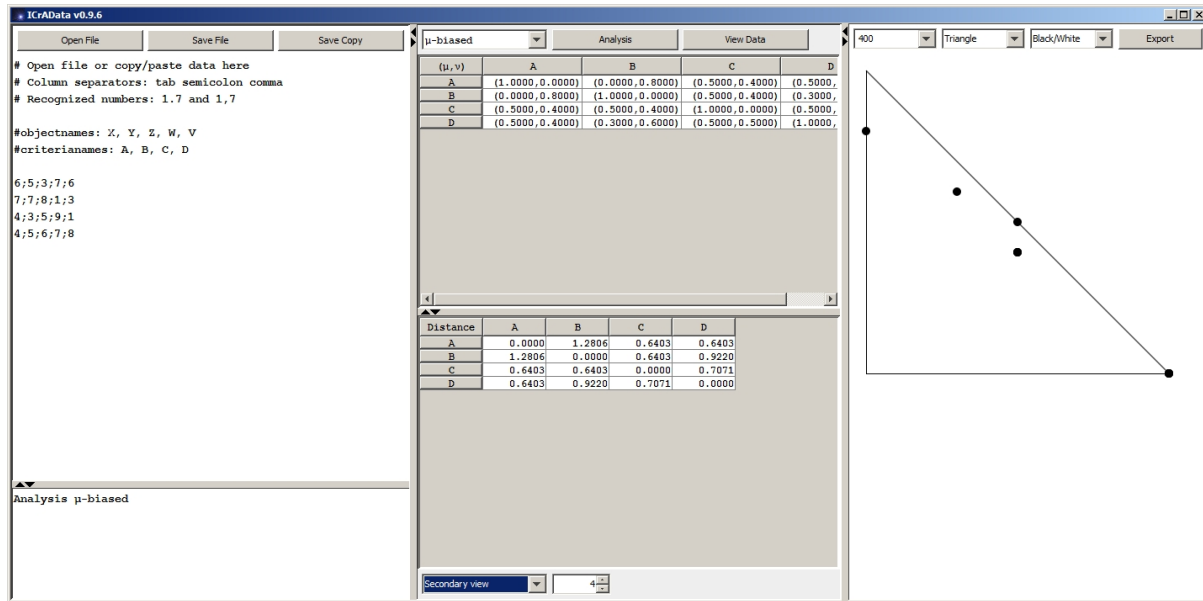 ICrAData v0.9.6
Open File Save File Save Copy
# Open file or copy/paste data here
# Column separators: tab semicolon comma
# Recognized numbers: 1.7 and 1,7
#objectnames: X, Y, Z, W, V
#criterianames: A, B, C, D
6;5;3;7;6
7;7;8;1;3
4;3;5;9;1
4;5;6;7;8
Analysis μ-biased
μ-biased Analysis View Data
(μ,ν) A B C D
A (1.0000,0.0000) (0.0000,0.8000) (0.5000,0.4000) (0.5000,
B (0.0000,0.8000) (1.0000,0.0000) (0.5000,0.4000) (0.3000,
C (0.5000,0.4000) (0.5000,0.4000) (1.0000,0.0000) (0.5000,
D (0.5000,0.4000) (0.3000,0.6000) (0.5000,0.5000) (1.0000,
Distance A B C D
A 0.0000 1.2806 0.6403 0.6403
B 1.2806 0.0000 0.6403 0.9220
C 0.6403 0.6403 0.0000 0.7071
D 0.6403 0.9220 0.7071 0.0000
Secondary view 4
400 Triangle Black/White Export